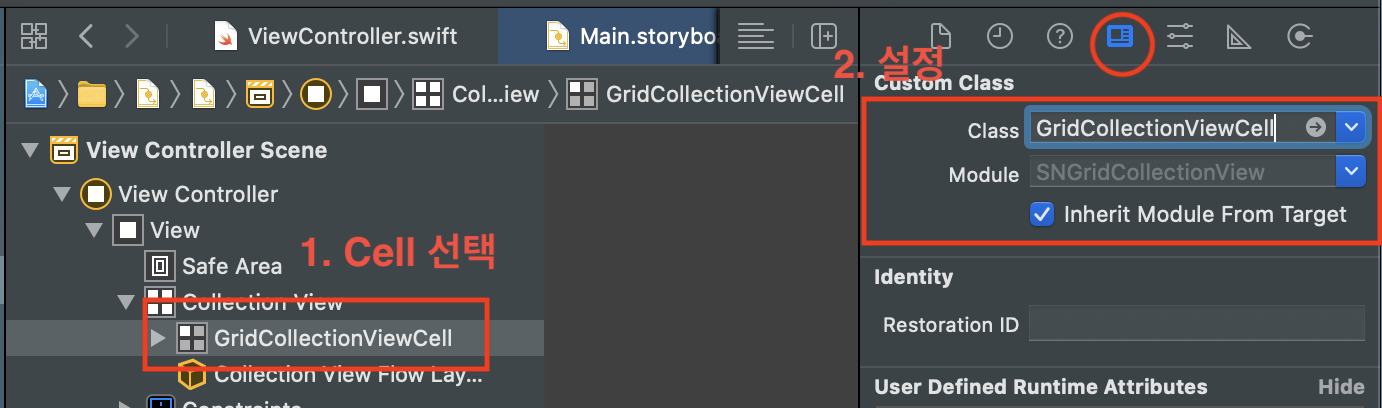 ViewController.swift
Main.storybo
2. 설정
Col...iew
GridCollectionViewCell
Custom Class
Class
GridCollectionViewCell
Module
SNGridCollectionView
Inherit Module From Target
View Controller Scene
View Controller
View
1. Cell 선택
Safe Area
Collection View
GridCollectionViewCell
Collection View Flow Lay...
Constraints
Identity
Restoration ID
User Defined Runtime Attributes
Hide